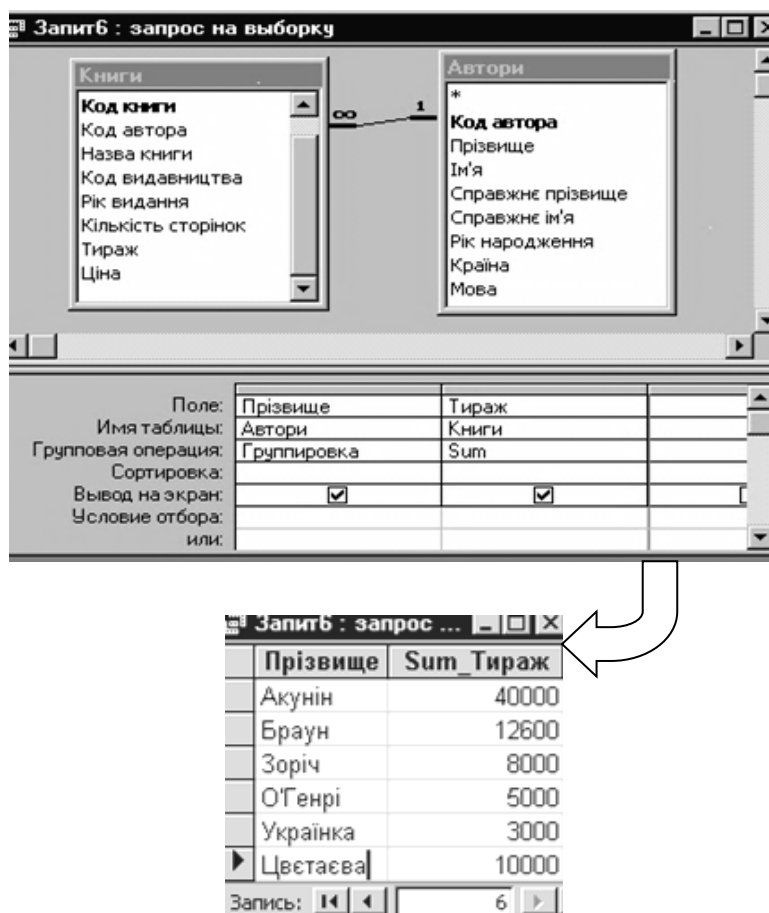 Запит6 : запрос на выборку
Книги
Код книги
Код автора
Назва книги
Код видавництва
Рік видання
Кількість сторінок
Тираж
Ціна
∞ 1
Автори
*
Код автора
Прізвище
Ім'я
Справжнє прізвище
Справжнє ім'я
Рік народження
Країна
Мова
Поле: Прізвище Тираж
Имя таблицы: Автори Книги
Групповая операция: Группировка Sum
Сортировка:
Вывод на экран:
Условие отбора:
или:
Запит6 : запрос ...
Прізвище Sum_Тираж
Акунін 40000
Браун 12600
Зоріч 8000
О'Генрі 5000
Українка 3000
Цвєтаєва 10000
Запись: 6